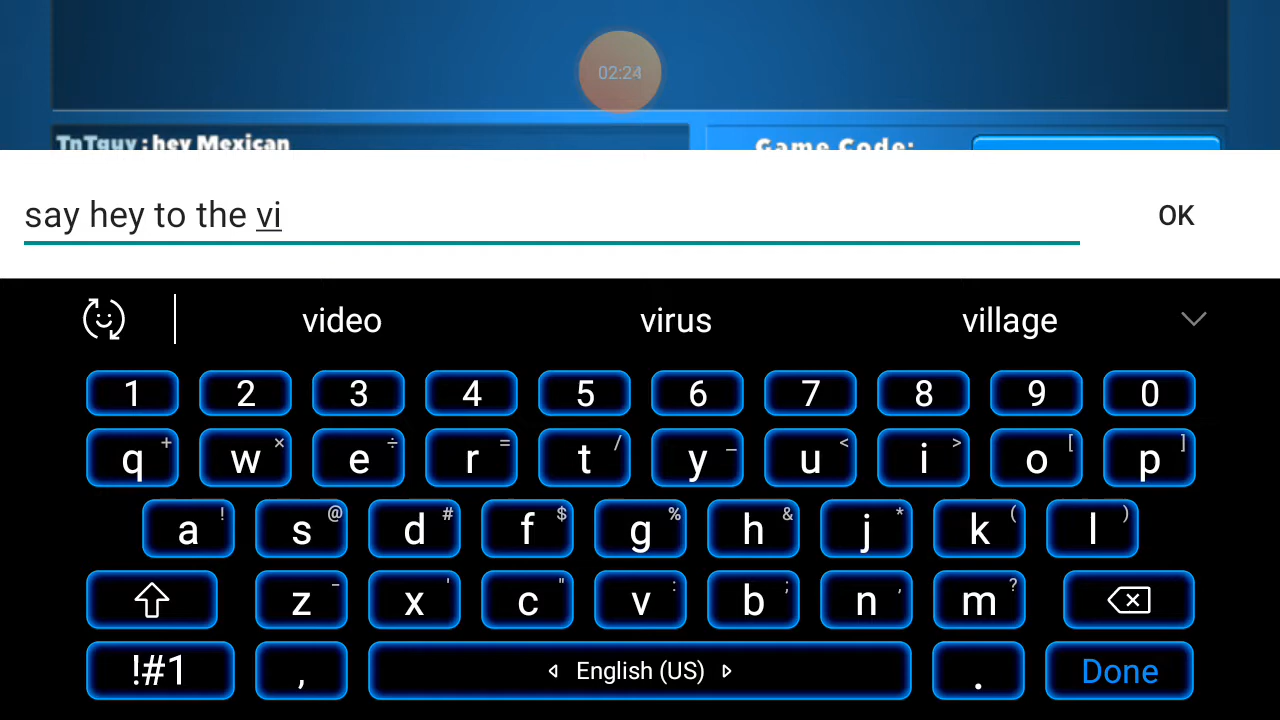 02:24
TnTguy : hey Mexican
Game Code:
say hey to the vi
OK
video virus village
1 2 3 4 5 6 7 8 9 0
q + w × e ÷ r = t / y _ u < i > o [ p ]
a ! s @ d # f $ g % h & j * k ( l )
z - x ' c " v : b ; n , m ?
!#1 , English (US) . Done